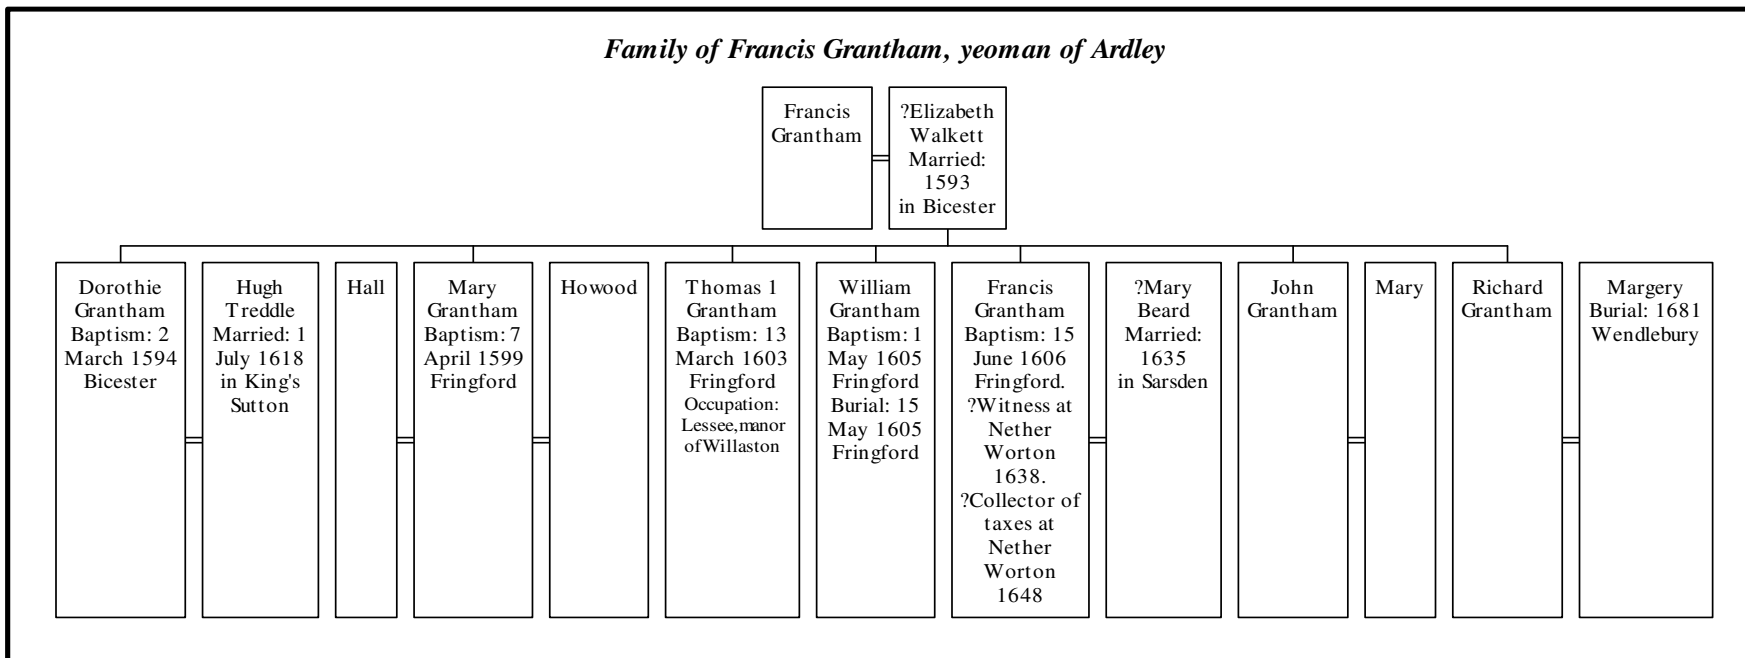 Family of Francis Grantham, yeoman of Ardley
Francis
Grantham
?Elizabeth
Walkett
Married:
1593
in Bicester
Dorothie
Grantham
Baptism: 2
March 1594
Bicester
Hugh
Treddle
Married: 1
July 1618
in King's
Sutton
Hall
Mary
Grantham
Baptism: 7
April 1599
Fringford
Howood
Thomas 1
Grantham
Baptism: 13
March 1603
Fringford
Occupation:
Lessee,manor
ofWillaston
William
Grantham
Baptism: 1
May 1605
Fringford
Burial: 15
May 1605
Fringford
Francis
Grantham
Baptism: 15
June 1606
Fringford.
?Witness at
Nether
Worton
1638.
?Collector of
taxes at
Nether
Worton
1648
?Mary
Beard
Married:
1635
in Sarsden
John
Grantham
Mary
Richard
Grantham
Margery
Burial: 1681
Wendlebury